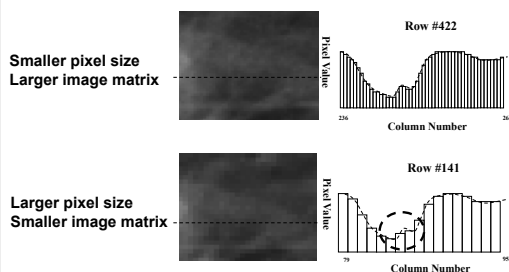 Smaller pixel size
Larger image matrix
Row #422
Pixel Value
236
26
Column Number
Larger pixel size
Smaller image matrix
Row #141
Pixel Value
79
95
Column Number